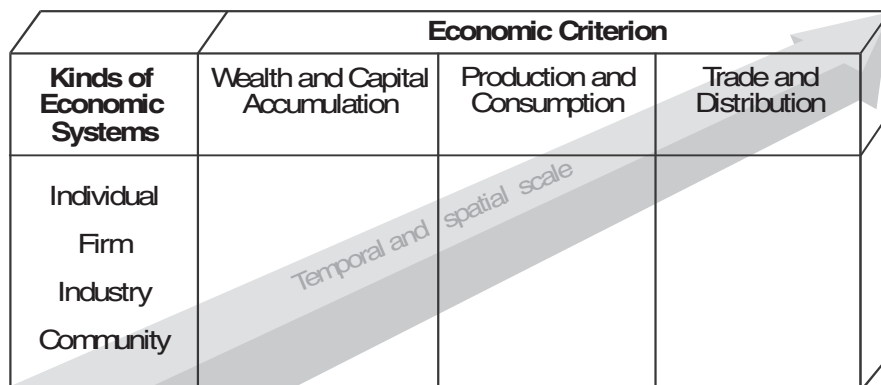 Economic Criterion
Kinds of
Economic
Systems
Wealth and Capital
Accumulation
Production and
Consumption
Trade and
Distribution
Individual
Firm
Industry
Community
Temporal and spatial scale